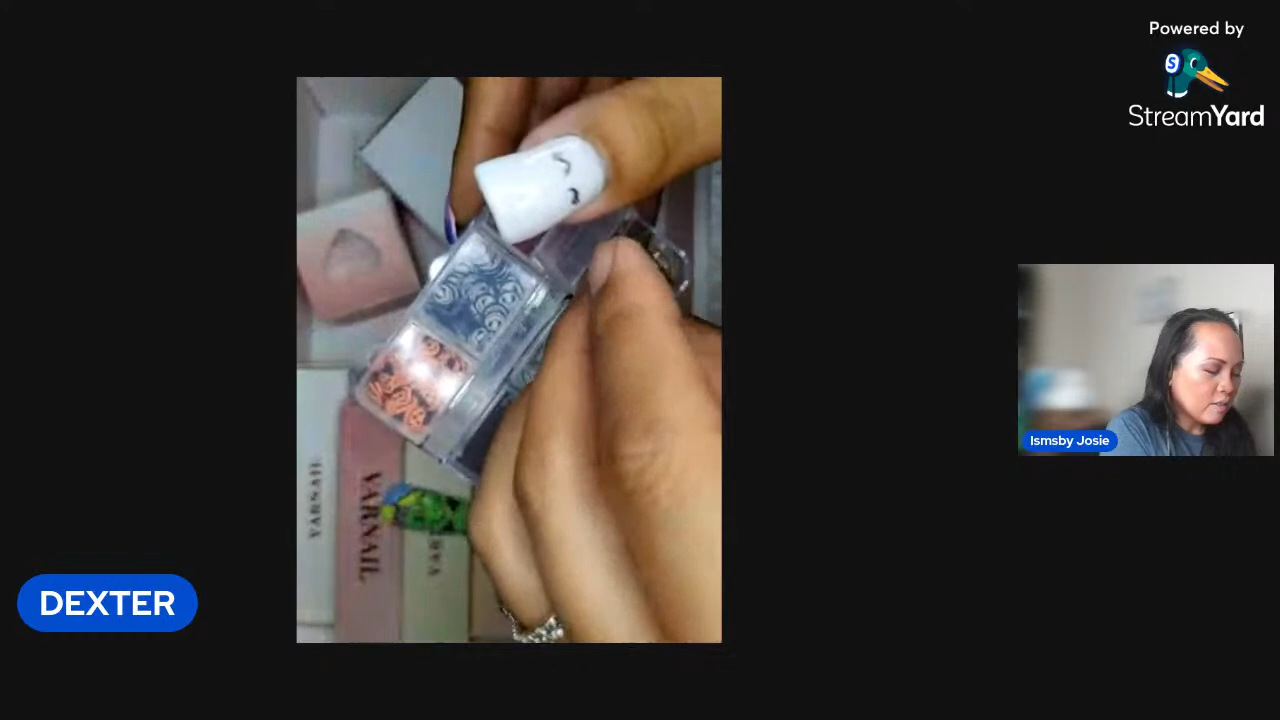 Powered by
StreamYard
S
Ismsby Josie
VARNAIL
VARNAIL
DEXTER